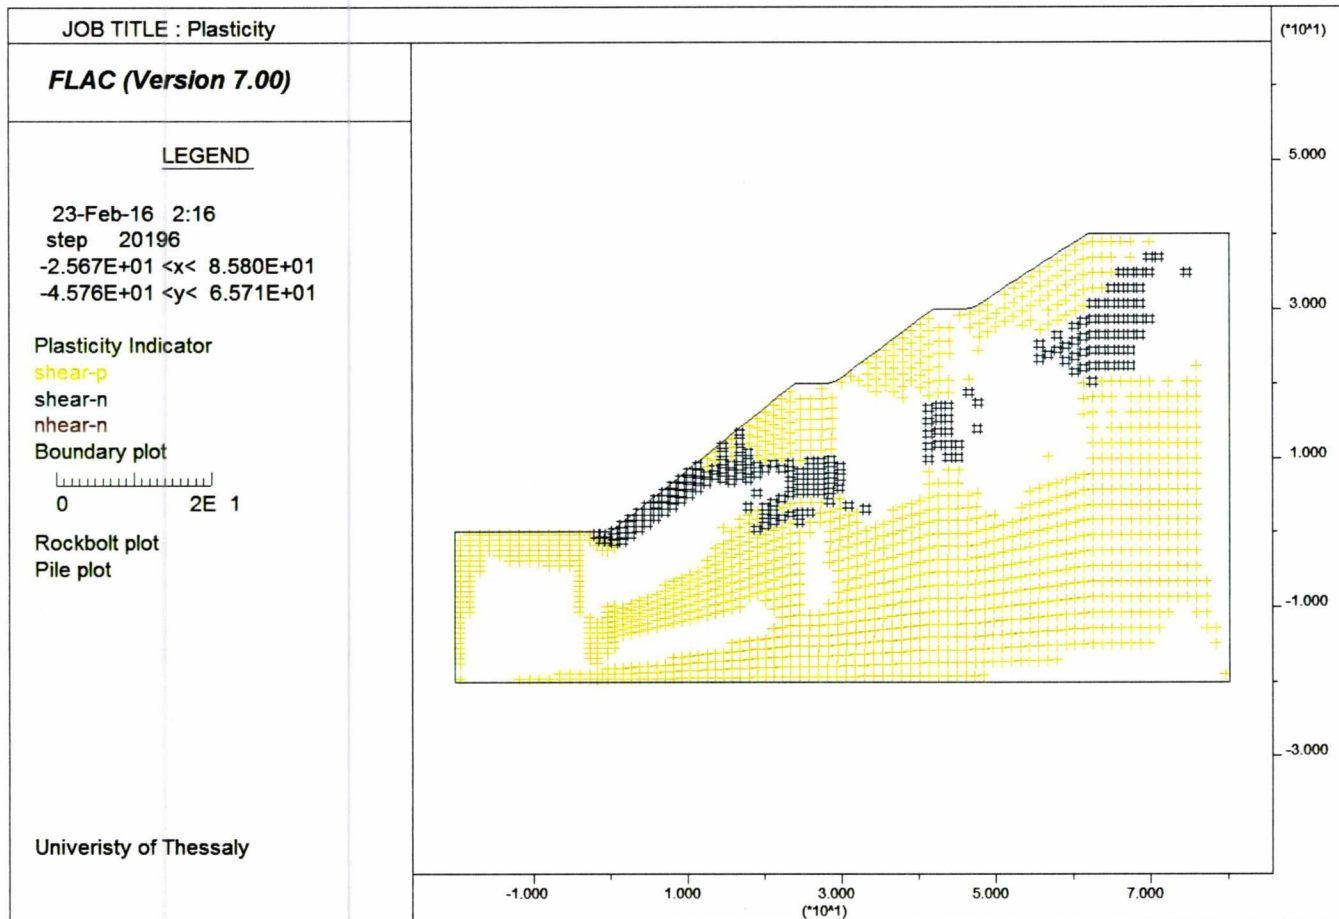 JOB TITLE : Plasticity
(*10^1)
FLAC (Version 7.00)
LEGEND
23-Feb-16 2:16
step 20196
-2.567E+01 <x< 8.580E+01
-4.576E+01 <y< 6.571E+01
Plasticity Indicator
shear-p
shear-n
nhear-n
Boundary plot
0 2E 1
Rockbolt plot
Pile plot
Univeristy of Thessaly
5.000
3.000
1.000
-1.000
-3.000
-1.000 1.000 3.000 5.000 7.000
(*10^1)